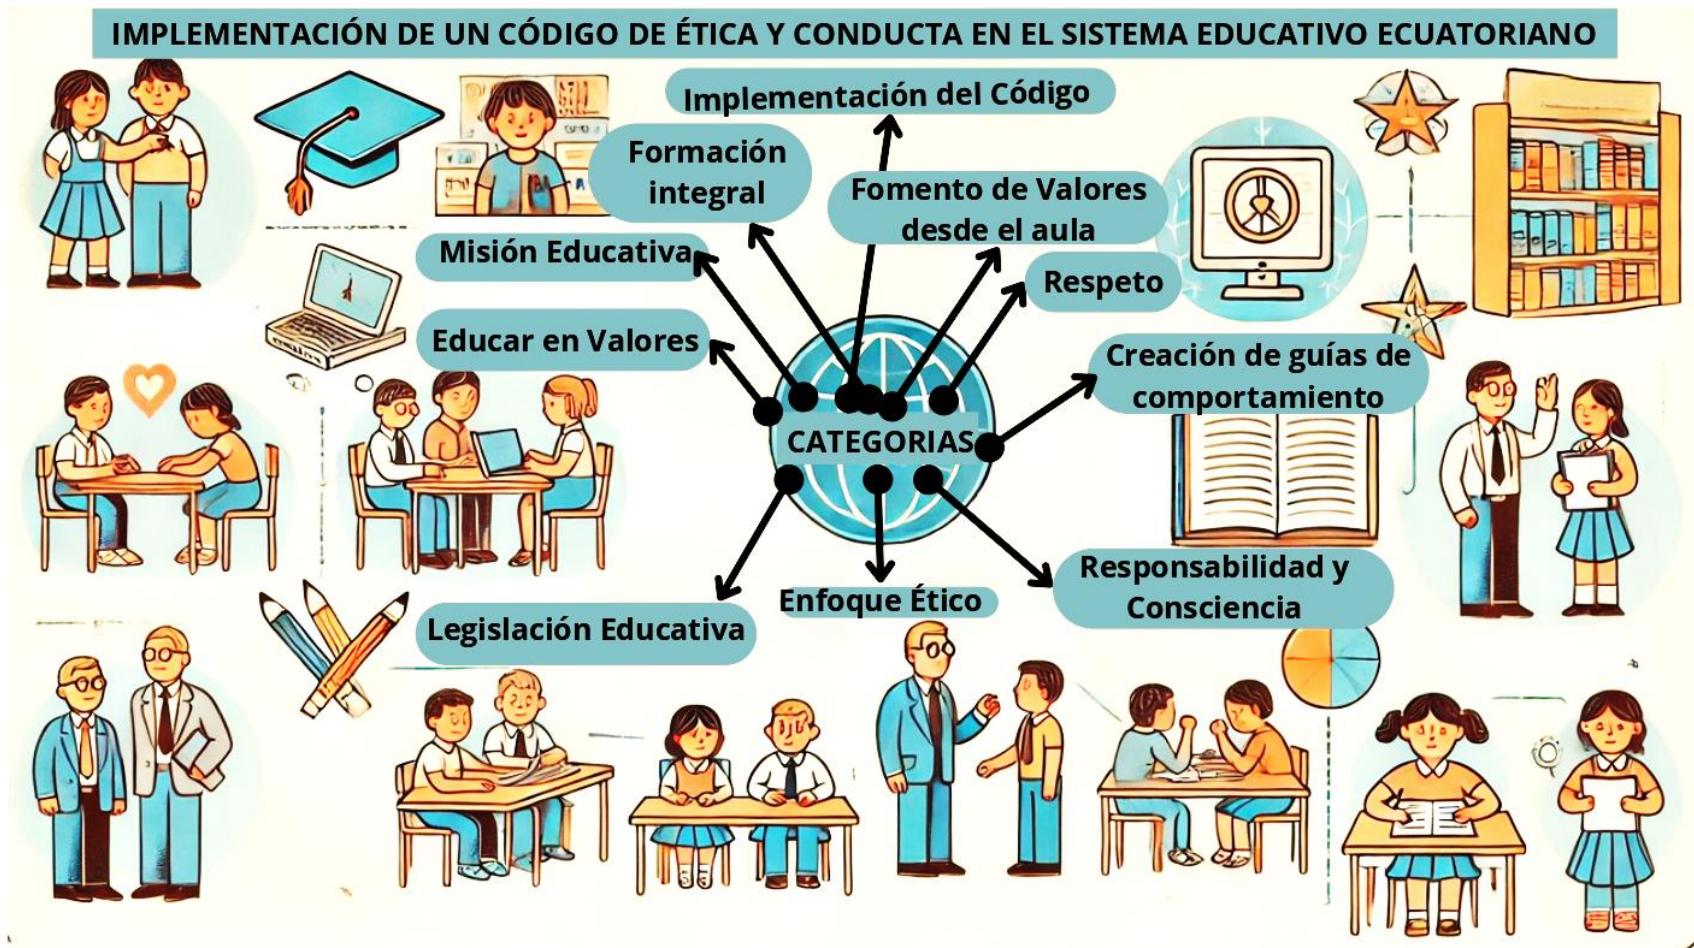 IMPLEMENTACIÓN DE UN CÓDIGO DE ÉTICA Y CONDUCTA EN EL SISTEMA EDUCATIVO ECUATORIANO
Implementación del Código
Formación
integral
Fomento de Valores
desde el aula
Misión Educativa
Respeto
Educar en Valores
Creación de guías de
comportamiento
CATEGORIAS
Responsabilidad y
Consciencia
Enfoque Ético
Legislación Educativa